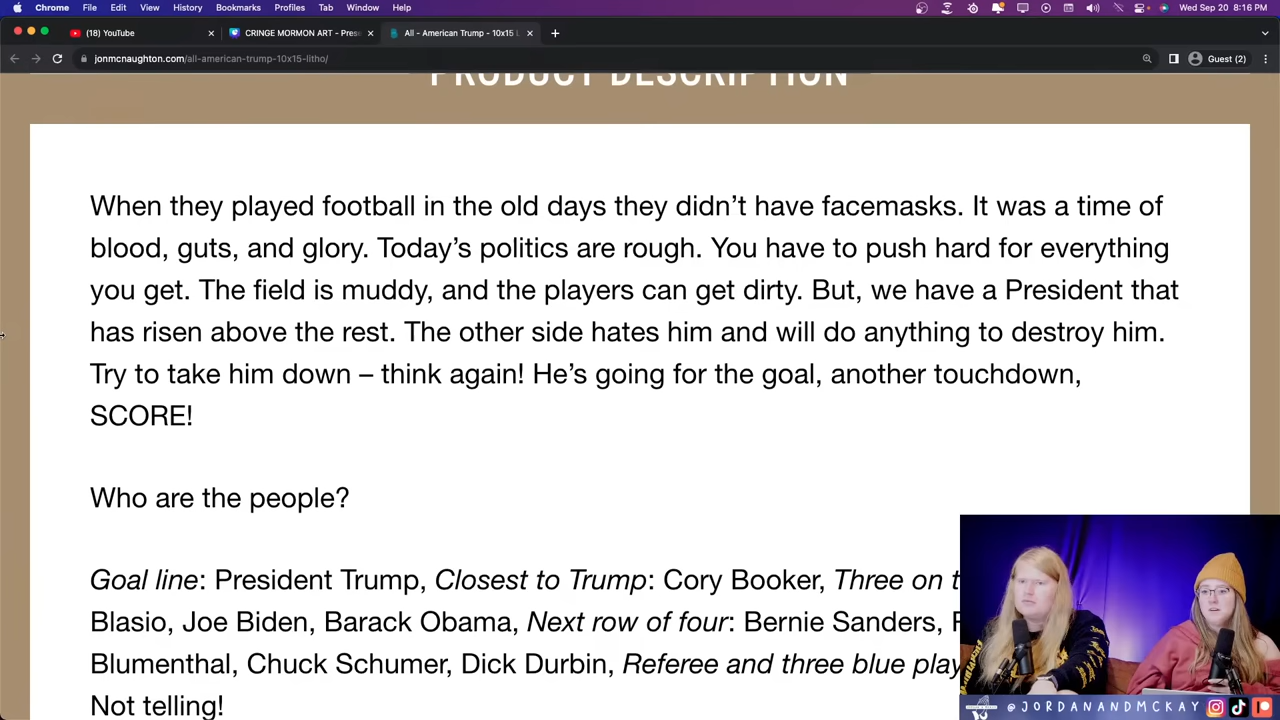 Chrome File Edit View History Bookmarks Profiles Tab Window Help Wed Sep 20 8:16 PM
(18) YouTube CRINGE MORMON ART - Pres All - American Trump - 10x15 L
jonmcnaughton.com/all-american-trump-10x15-litho/ Guest (2)
PRODUCT DESCRIPTION
When they played football in the old days they didn’t have facemasks. It was a time of
blood, guts, and glory. Today’s politics are rough. You have to push hard for everything
you get. The field is muddy, and the players can get dirty. But, we have a President that
has risen above the rest. The other side hates him and will do anything to destroy him.
Try to take him down – think again! He’s going for the goal, another touchdown,
SCORE!
Who are the people?
Goal line: President Trump, Closest to Trump: Cory Booker, Three on t
Blasio, Joe Biden, Barack Obama, Next row of four: Bernie Sanders,
Blumenthal, Chuck Schumer, Dick Durbin, Referee and three blue play
Not telling!
@JORDANANDMCKAY